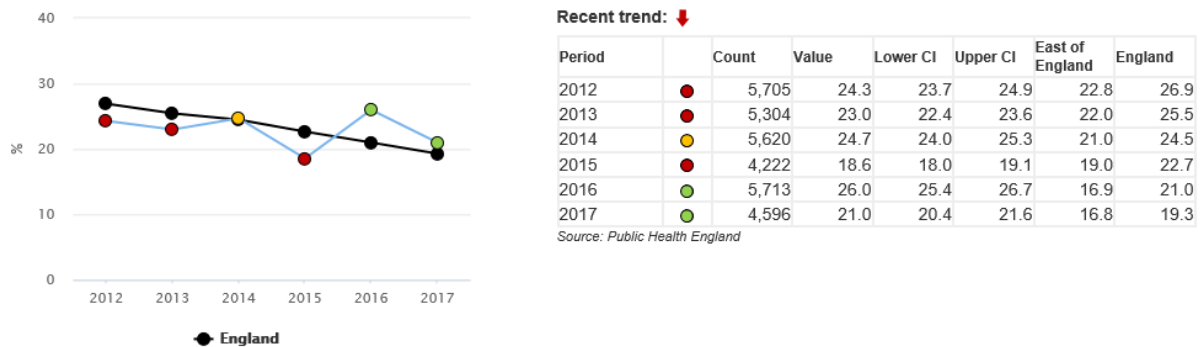 40
30
20
10
0
%
2012 2013 2014 2015 2016 2017
England
Recent trend:
Period Count Value Lower CI Upper CI East of England England
2012 5,705 24.3 23.7 24.9 22.8 26.9
2013 5,304 23.0 22.4 23.6 22.0 25.5
2014 5,620 24.7 24.0 25.3 21.0 24.5
2015 4,222 18.6 18.0 19.1 19.0 22.7
2016 5,713 26.0 25.4 26.7 16.9 21.0
2017 4,596 21.0 20.4 21.6 16.8 19.3
Source: Public Health England